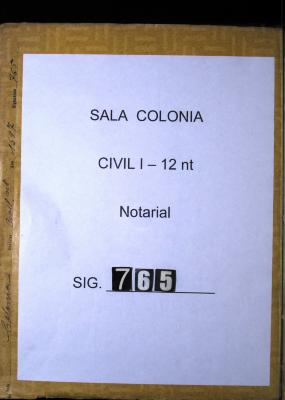 SALA COLONIA
CIVIL I – 12 nt
Notarial
SIG. 765